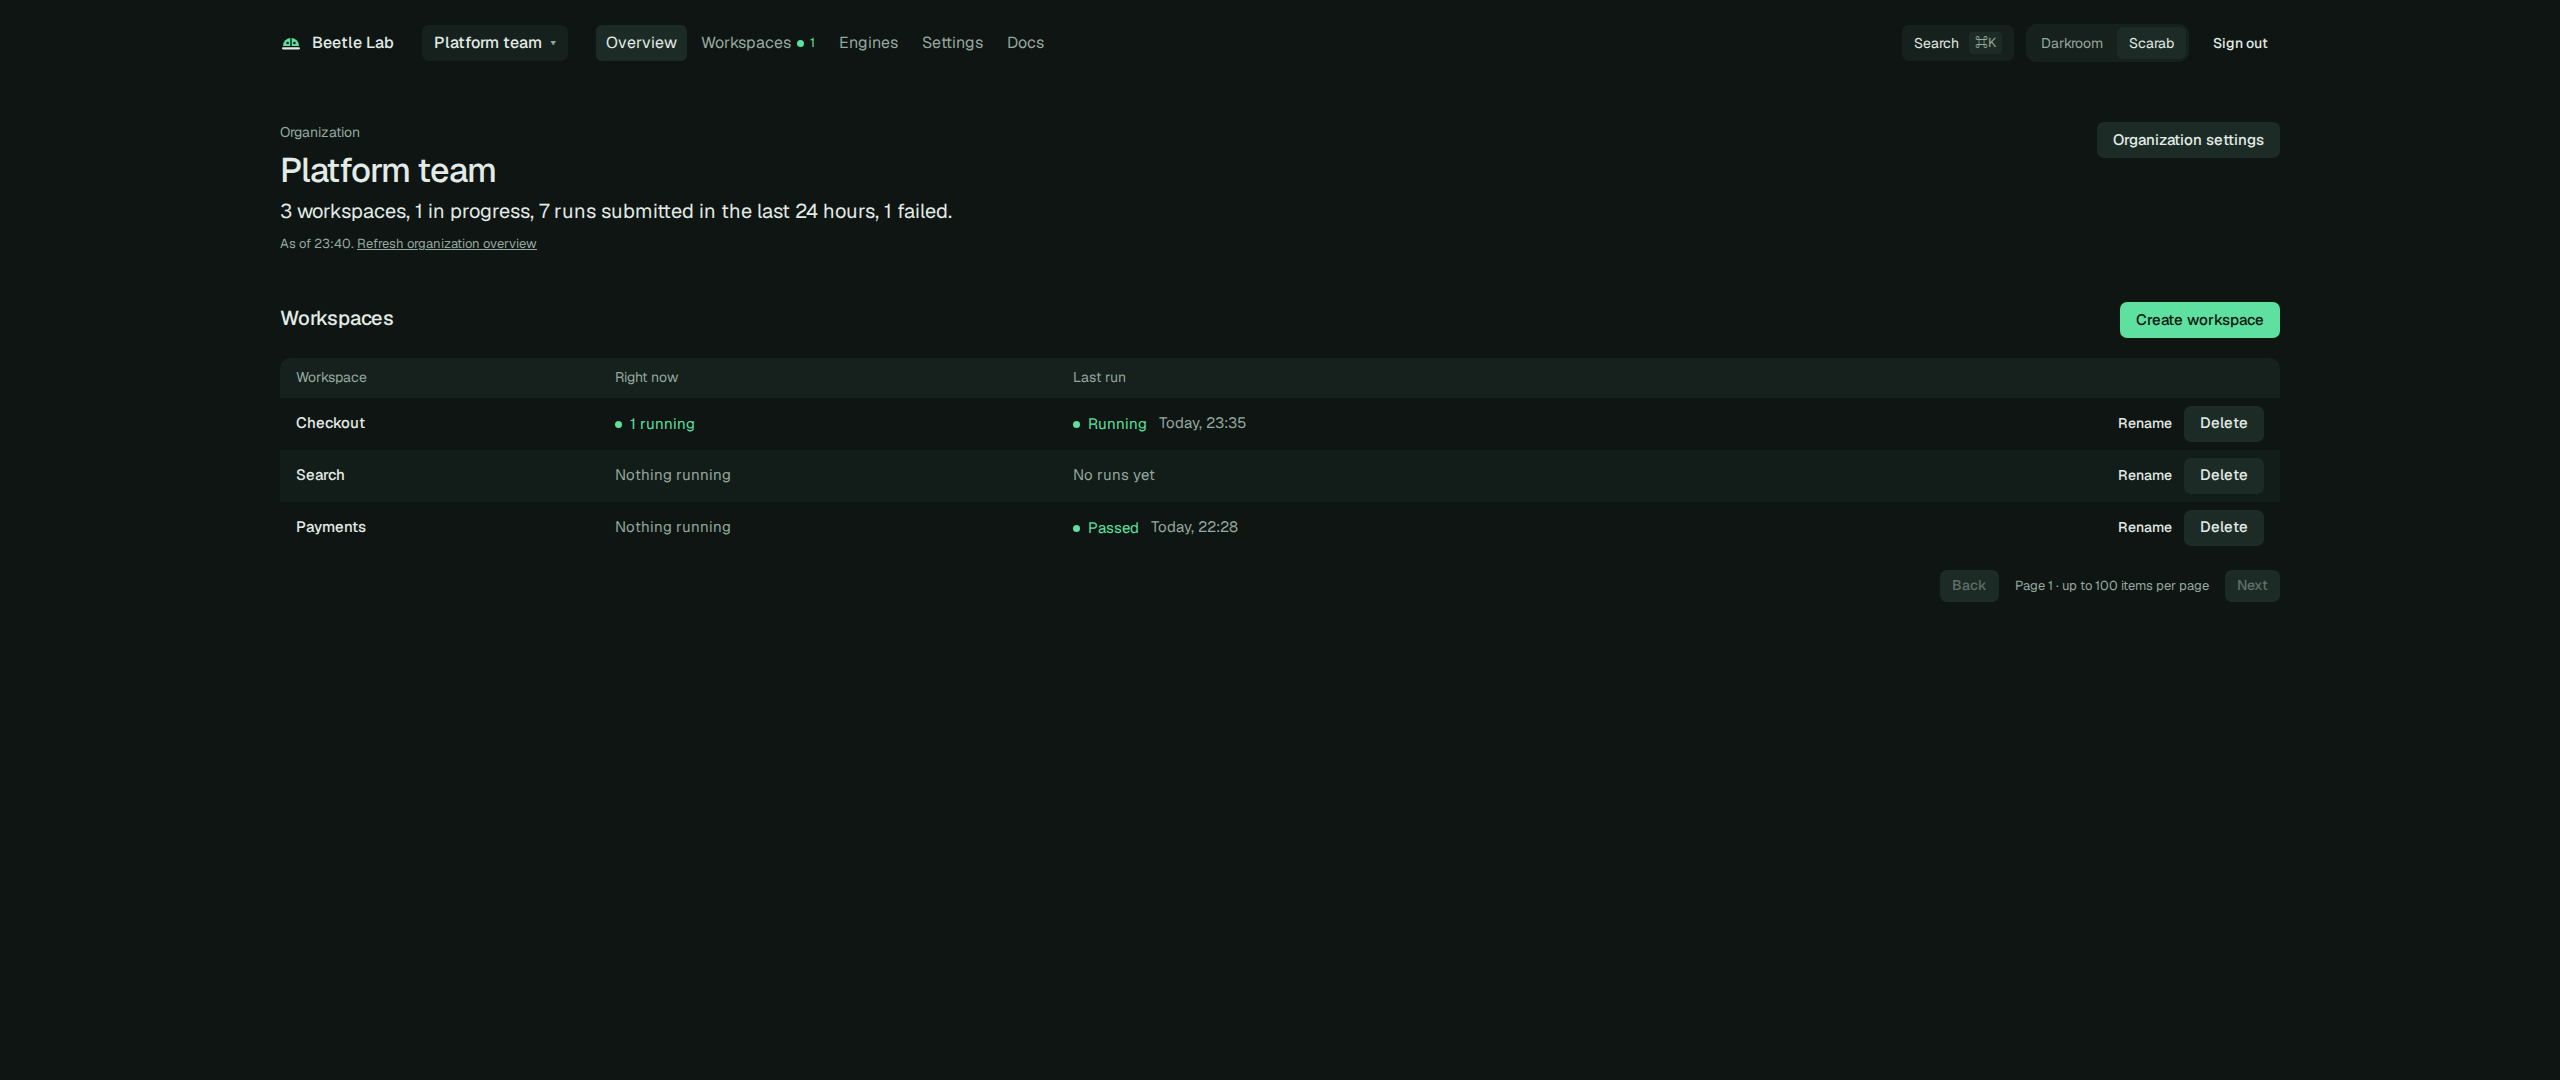 Beetle Lab Platform team Overview Workspaces 1 Engines Settings Docs Search ⌘K Darkroom Scarab Sign out
Organization
Organization settings
Platform team
3 workspaces, 1 in progress, 7 runs submitted in the last 24 hours, 1 failed.
As of 23:40. Refresh organization overview
Workspaces Create workspace
Workspace Right now Last run
Checkout 1 running Running Today, 23:35 Rename Delete
Search Nothing running No runs yet Rename Delete
Payments Nothing running Passed Today, 22:28 Rename Delete
Back Page 1 · up to 100 items per page Next